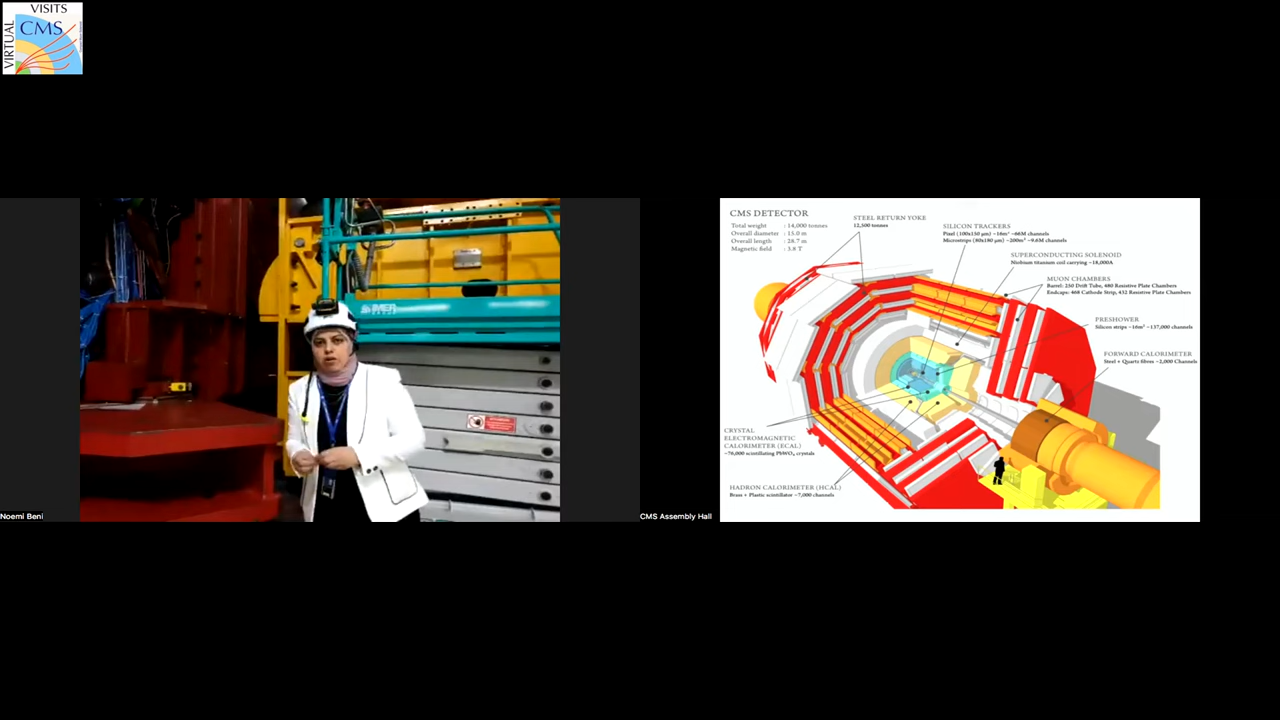 VISITS
CMS
VIRTUAL
CMS DETECTOR
Total weight : 14,000 tonnes
Overall diameter : 15.0 m
Overall length : 28.7 m
Magnetic field : 3.8 T
STEEL RETURN YOKE
12,500 tonnes
SILICON TRACKERS
Pixel (100x150 μm) ~16m² ~66M channels
Microstrips (80x180 μm) ~200m² ~9.6M channels
SUPERCONDUCTING SOLENOID
Niobium titanium coil carrying ~18,000A
MUON CHAMBERS
Barrel: 250 Drift Tube, 480 Resistive Plate Chambers
Endcaps: 468 Cathode Strip, 432 Resistive Plate Chambers
PRESHOWER
Silicon strips ~16m² ~137,000 channels
FORWARD CALORIMETER
Steel + Quartz fibres ~2,000 Channels
CRYSTAL
ELECTROMAGNETIC
CALORIMETER (ECAL)
~76,000 scintillating PbWO₄ crystals
HADRON CALORIMETER (HCAL)
Brass + Plastic scintillator ~7,000 channels
Noemi Beni
CMS Assembly Hall